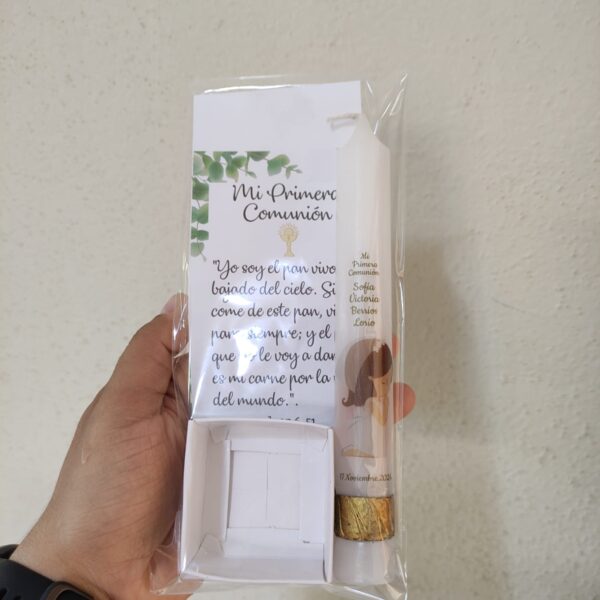 Mi Primera
Comunión
"Yo soy el pan vivo
bajado del cielo. Si
come de este pan, vi
para siempre; y el
que yo le voy a dar
es mi carne por la
del mundo.".
Mi
Primera
Comunión
Sofía
Victoria
Berrios
Lorio
17 Noviembre,